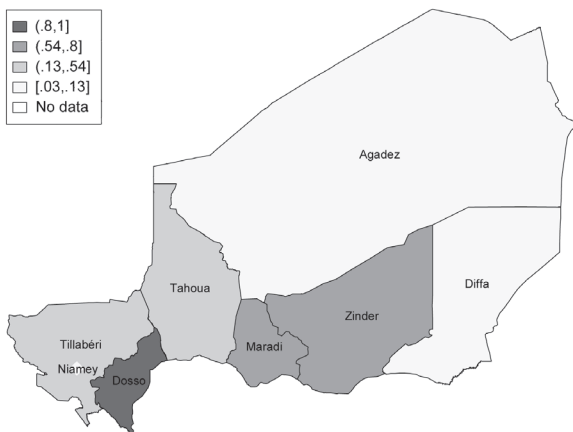 (.8,1]
(.54,.8]
(.13,.54]
[.03,.13]
No data
Agadez
Tahoua
Diffa
Zinder
Tillabéri
Maradi
Niamey
Dosso